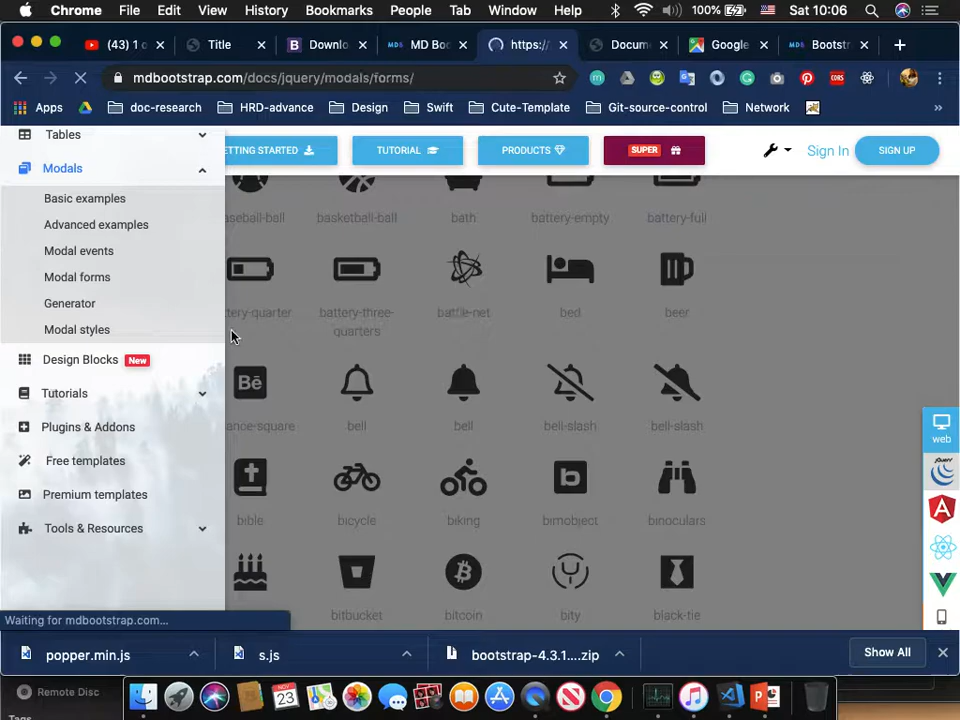 Chrome File Edit View History Bookmarks People Tab Window Help 100% Sat 10:06
(43) 1 c Title B Downlo MD Boo https:/ Docum Google Bootstr
mdbootstrap.com/docs/jquery/modals/forms/
Apps doc-research HRD-advance Design Swift Cute-Template Git-source-control Network »
Tables
Modals
Basic examples
Advanced examples
Modal events
Modal forms
Generator
Modal styles
Design Blocks New
Tutorials
Plugins & Addons
Free templates
Premium templates
Tools & Resources
ETTING STARTED TUTORIAL PRODUCTS SUPER Sign In SIGN UP
aseball-ball basketball-ball bath battery-empty battery-full
ttery-quarter battery-three-quarters battle-net bed beer
ance-square bell bell bell-slash bell-slash
bible bicycle biking bimobject binoculars
bitbucket bitcoin bity black-tie
web
Waiting for mdbootstrap.com...
popper.min.js s.js bootstrap-4.3.1....zip Show All
Remote Disc
NOV
23